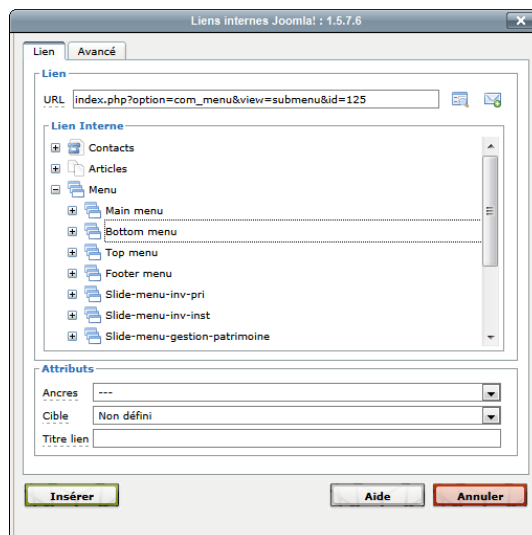 Liens internes Joomla! : 1.5.7.6
Lien Avancé
Lien
URL index.php?option=com_menu&view=submenu&id=125
Lien Interne
Contacts
Articles
Menu
Main menu
Bottom menu
Top menu
Footer menu
Slide-menu-inv-pri
Slide-menu-inv-inst
Slide-menu-gestion-patrimoine
Attributs
Ancres ---
Cible Non défini
Titre lien
Insérer Aide Annuler